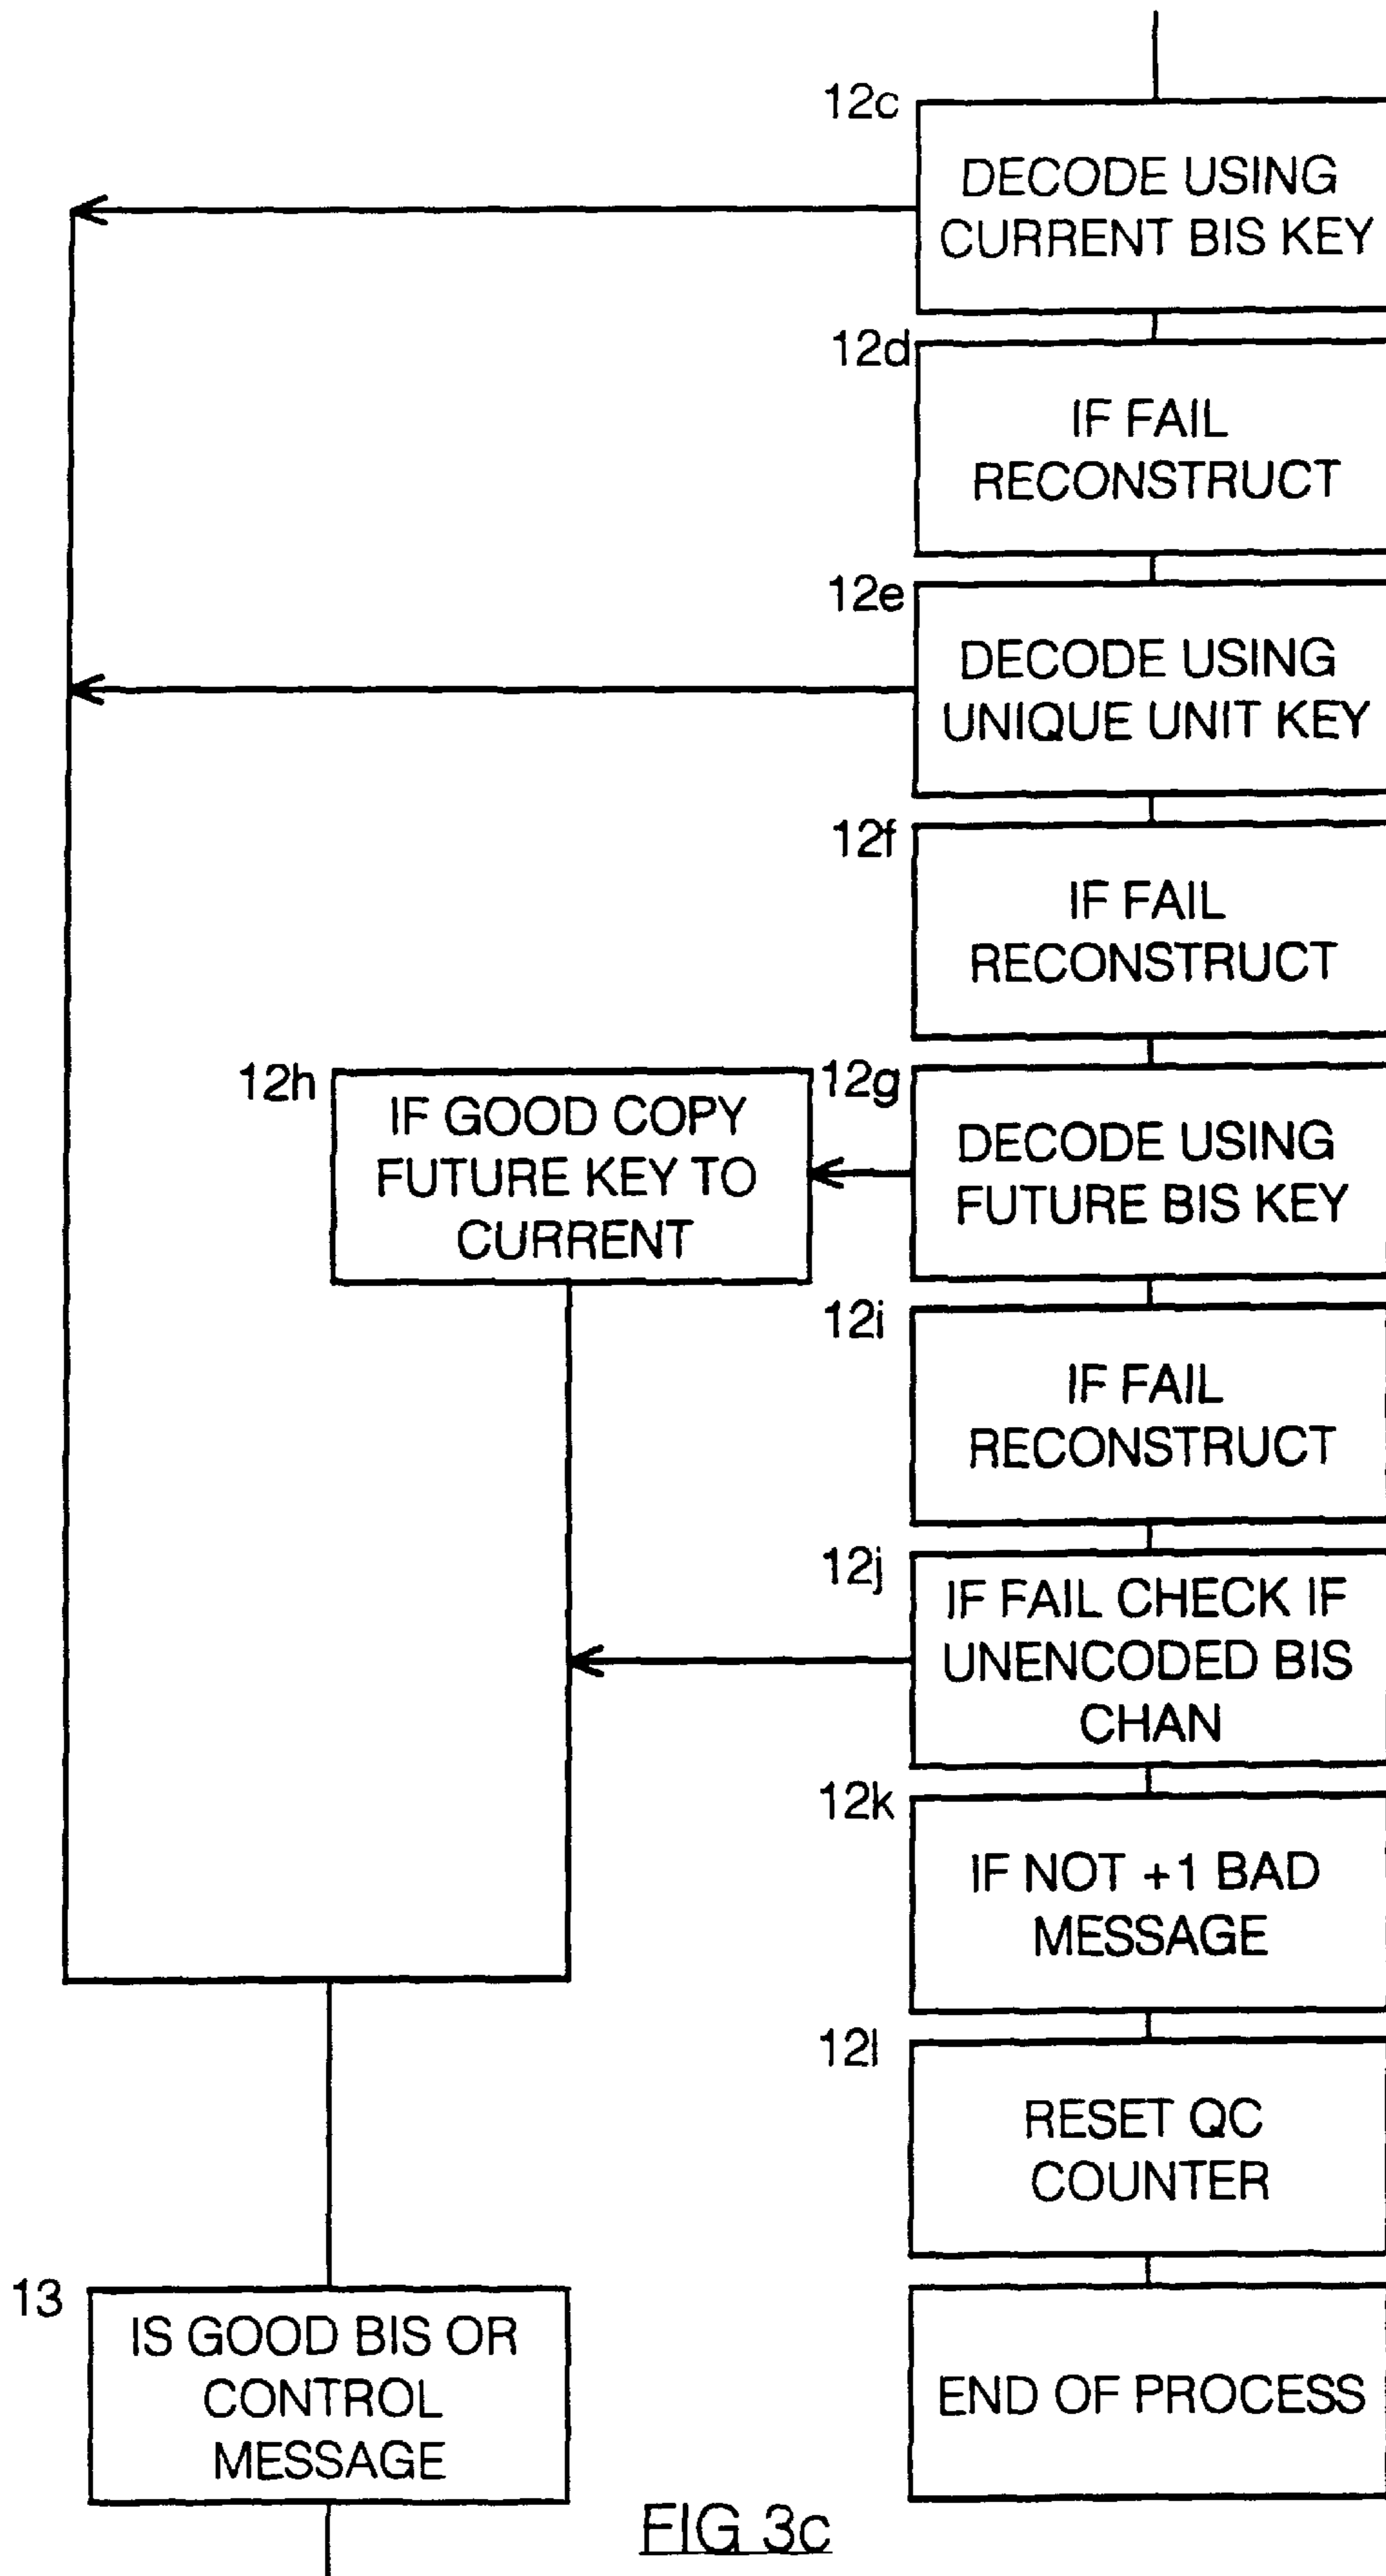 12c
DECODE USING
CURRENT BIS KEY
12d
IF FAIL
RECONSTRUCT
12e
DECODE USING
UNIQUE UNIT KEY
12f
IF FAIL
RECONSTRUCT
12h
IF GOOD COPY
FUTURE KEY TO
CURRENT
12g
DECODE USING
FUTURE BIS KEY
12i
IF FAIL
RECONSTRUCT
12j
IF FAIL CHECK IF
UNENCODED BIS
CHAN
12k
IF NOT +1 BAD
MESSAGE
12l
RESET QC
COUNTER
13
IS GOOD BIS OR
CONTROL
MESSAGE
END OF PROCESS
FIG 3c